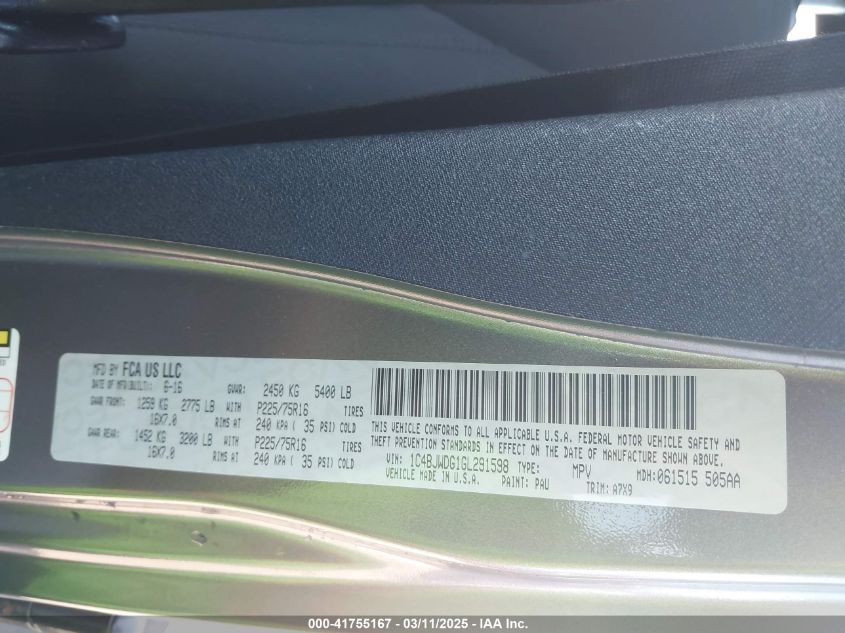 MFD BY FCA US LLC
DATE OF MFD(BUILT): 6-16 GVWR: 2450 KG 5400 LB
GAWR FRONT: 1259 KG 2775 LB WITH P225/75R16 TIRES
16X7.0 RIMS AT 240 KPA ( 35 PSI) COLD
GAWR REAR: 1452 KG 3200 LB WITH P225/75R16 TIRES
16X7.0 RIMS AT 240 KPA ( 35 PSI) COLD
THIS VEHICLE CONFORMS TO ALL APPLICABLE U.S.A. FEDERAL MOTOR VEHICLE SAFETY AND
THEFT PREVENTION STANDARDS IN EFFECT ON THE DATE OF MANUFACTURE SHOWN ABOVE.
VIN: 1C4BJWDG1GL291598 TYPE: MPV MDH: 061515 505AA
VEHICLE MADE IN U.S.A. PAINT: PAU TRIM: A7X9
000-41755167 - 03/11/2025 - IAA Inc.